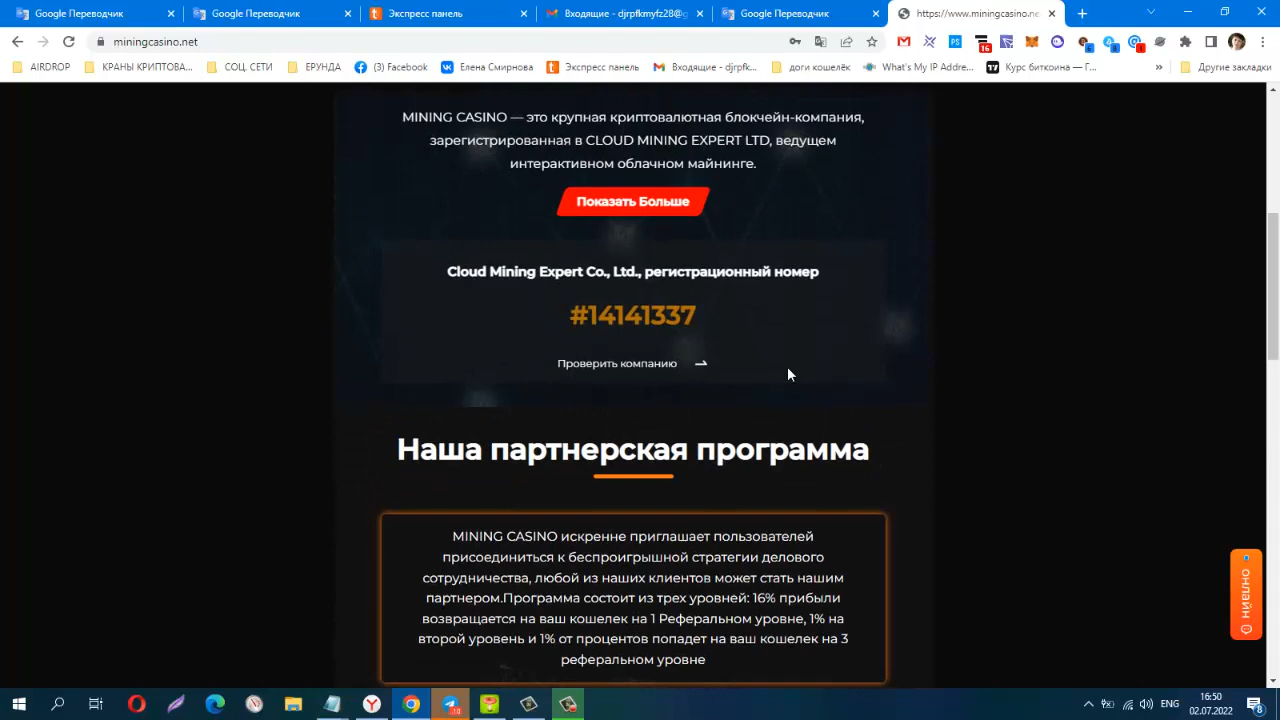 Google Переводчик
Google Переводчик
Экспресс панель
Входящие - djrpfkmyfz28@g
Google Переводчик
https://www.miningcasino.ne
miningcasino.net
AIRDROP
КРАНЫ КРИПТОВА...
СОЦ. СЕТИ
ЕРУНДА
(3) Facebook
Елена Смирнова
Экспресс панель
Входящие - djrpfk...
доги кошелёк
What's My IP Addre...
Курс биткоина — Г...
»
Другие закладки
MINING CASINO — это крупная криптовалютная блокчейн-компания,
зарегистрированная в CLOUD MINING EXPERT LTD, ведущем
интерактивном облачном майнинге.
Показать Больше
Cloud Mining Expert Co., Ltd., регистрационный номер
#14141337
Проверить компанию
Наша партнерская программа
MINING CASINO искренне приглашает пользователей
присоединиться к беспроигрышной стратегии делового
сотрудничества, любой из наших клиентов может стать нашим
партнером.Программа состоит из трех уровней: 16% прибыли
возвращается на ваш кошелек на 1 Реферальном уровне, 1% на
второй уровень и 1% от процентов попадет на ваш кошелек на 3
реферальном уровне
онлайн
ENG
16:50
02.07.2022